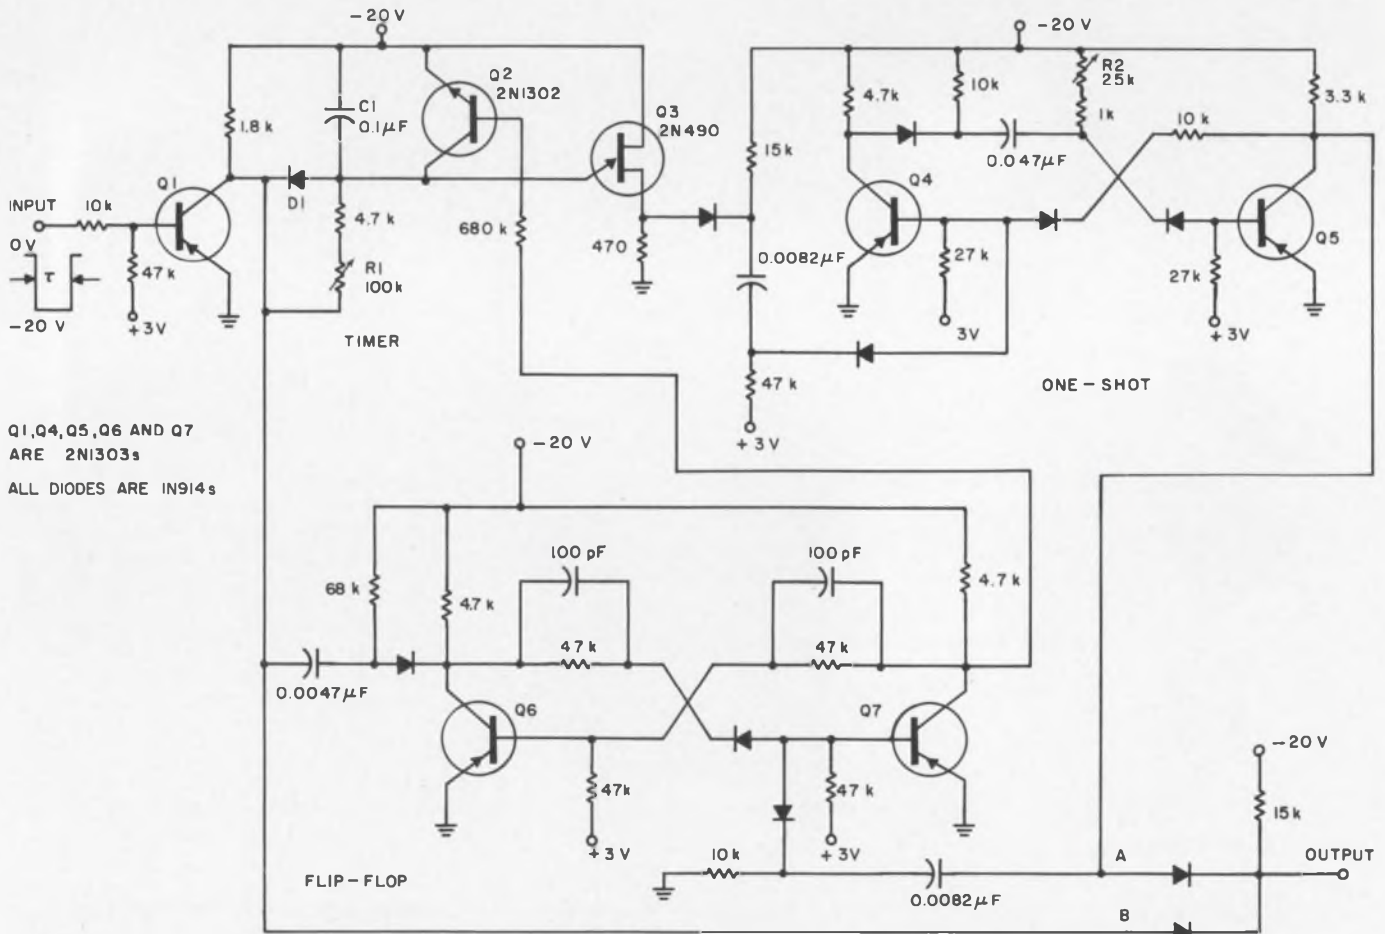 -20 V
-20 V
Q2
2N1302
C1
0.1μF
1.8 k
Q3
2N490
4.7k
10k
R2
25k
1k
3.3 k
10 k
15k
0.047μF
Q1
Q4
INPUT
10k
D1
0V
τ
-20 V
47k
+3V
4.7 k
R1
100k
680 k
470
0.0082μF
27 k
3V
27k
+3V
Q5
TIMER
47 k
+3V
ONE-SHOT
Q1,Q4,Q5,Q6 AND Q7
ARE 2N1303s
ALL DIODES ARE IN914s
-20 V
68 k
4.7 k
100 pF
100 pF
4.7 k
47 k
47 k
0.0047μF
Q6
Q7
47k
+3V
47 k
+3V
-20 V
15k
FLIP-FLOP
10k
0.0082μF
A
OUTPUT
B